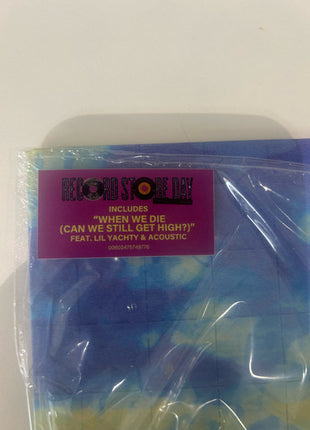 RECORD STORE DAY
INCLUDES
"WHEN WE DIE
(CAN WE STILL GET HIGH?)"
FEAT. LIL YACHTY & ACOUSTIC